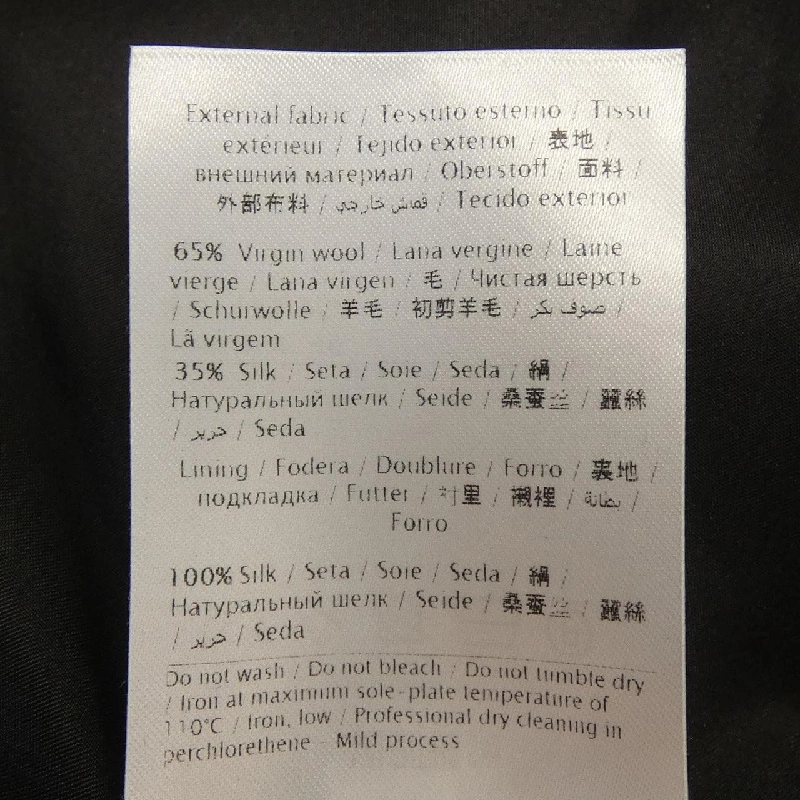 External fabric / Tessuto esterno / Tissu
extérieur / Tejido exterior / 表地 /
внешний материал / Oberstoff / 面料 /
外部布料 / قماش خارجي / Tecido exterior
65% Virgin wool / Lana vergine / Laine
vierge / Lana virgen / 毛 / Чистая шерсть
/ Schurwolle / 羊毛 / 初剪羊毛 / صوف بكر /
Lã virgem
35% Silk / Seta / Soie / Seda / 絹 /
Натуральный шелк / Seide / 桑蚕丝 / 蠶絲
/ حرير / Seda
Lining / Fodera / Doublure / Forro / 裏地 /
подкладка / Futter / 衬里 / 襯裡 / بطانة /
Forro
100% Silk / Seta / Soie / Seda / 絹 /
Натуральный шелк / Seide / 桑蚕丝 / 蠶絲
/ حرير / Seda
Do not wash / Do not bleach / Do not tumble dry
/ Iron at maximum sole-plate temperature of
110°C / Iron, low / Professional dry cleaning in
perchlorethene - Mild process